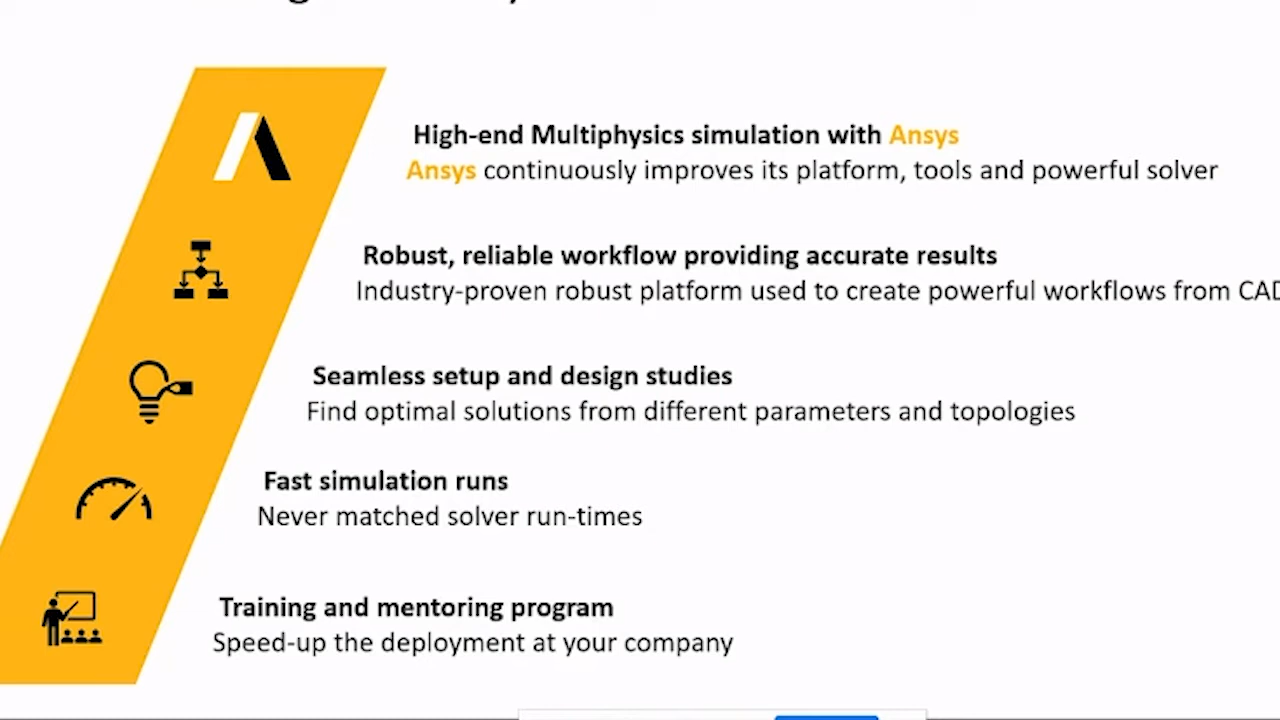 High-end Multiphysics simulation with Ansys
Ansys continuously improves its platform, tools and powerful solver
Robust, reliable workflow providing accurate results
Industry-proven robust platform used to create powerful workflows from
Seamless setup and design studies
Find optimal solutions from different parameters and topologies
Fast simulation runs
Never matched solver run-times
Training and mentoring program
Speed-up the deployment at your company